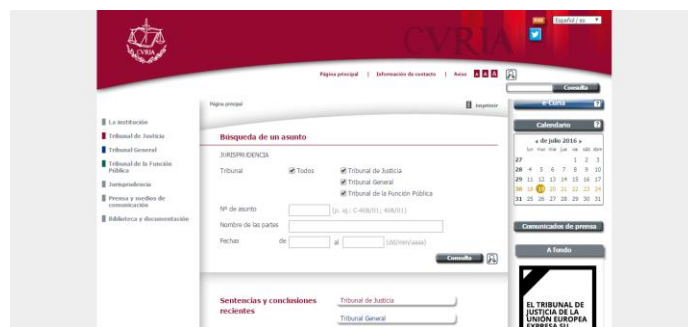 CVRIA
CVRIA
RSS
Español / es
Página principal | Información de contacto | Aviso A A A
Consulta
Página principal
Imprimir
e-Curia ?
La institución
Tribunal de Justicia
Tribunal General
Tribunal de la Función
Pública
Jurisprudencia
Prensa y medios de
comunicación
Biblioteca y documentación
Búsqueda de un asunto
JURISPRUDENCIA
Tribunal
Todos
Tribunal de Justicia
Tribunal General
Tribunal de la Función Pública
Nº de asunto
(p. ej.: C-408/01; 408/01)
Nombre de las partes
Fechas
de
al
(dd/mm/aaaa)
Consulta
Sentencias y conclusiones
recientes
Tribunal de Justicia
Tribunal General
Calendario ?
« de julio 2016 »
lun mar mié jue vie sáb dom
27 1 2 3
28 4 5 6 7 8 9 10
29 11 12 13 14 15 16 17
30 18 19 20 21 22 23 24
31 25 26 27 28 29 30 31
Comunicados de prensa
A fondo
EL TRIBUNAL DE
JUSTICIA DE LA
UNIÓN EUROPEA
EXPRESA SU